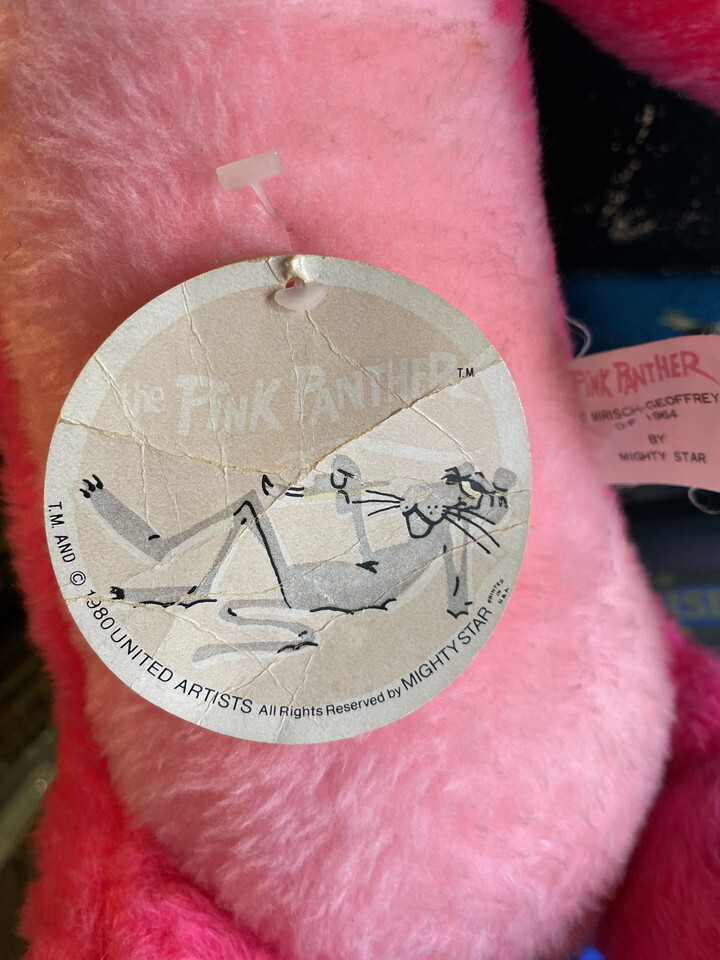 the PINK PANTHER T.M.
T.M. AND © 1980 UNITED ARTISTS All Rights Reserved by MIGHTY STAR
PRINTED
IN
U.S.A.
PINK PANTHER
MIRISCH-GEOFFREY
D-F 1964
BY
MIGHTY STAR